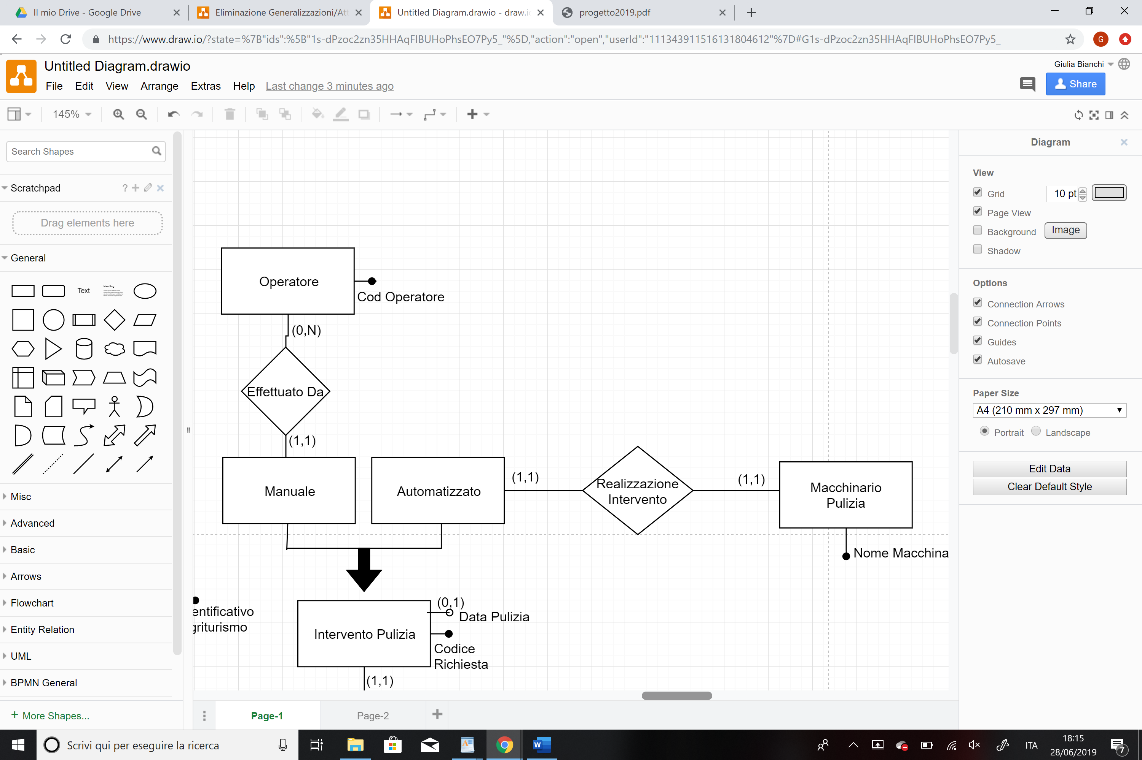 Il mio Drive - Google Drive
Eliminazione Generalizzazioni/Att
Untitled Diagram.drawio - draw.i
progetto2019.pdf
https://www.draw.io/?state=%7B"ids"%5B"1s-dPzoc2zn35HHAqFIBUHoPhsEO7Py5_"%5D,"action":"open","userId":"111343911516131804612"%7D#G1s-dPzoc2zn35HHAqFIBUHoPhsEO7Py5_
G
Untitled Diagram.drawio
Giulia Bianchi
File Edit View Arrange Extras Help Last change 3 minutes ago
Share
145%
Search Shapes
Scratchpad
?
Drag elements here
General
Text
Misc
Advanced
Basic
Arrows
Flowchart
Entity Relation
UML
BPMN General
+ More Shapes...
Operatore
Cod Operatore
(0,N)
Effettuato Da
(1,1)
Manuale
Automatizzato
(1,1)
Realizzazione
Intervento
(1,1)
Macchinario
Pulizia
Nome Macchina
entificativo
griturismo
Intervento Pulizia
(0,1)
Data Pulizia
Codice
Richiesta
(1,1)
Page-1
Page-2
Diagram
View
Grid
10 pt
Page View
Background
Image
Shadow
Options
Connection Arrows
Connection Points
Guides
Autosave
Paper Size
A4 (210 mm x 297 mm)
Portrait Landscape
Edit Data
Clear Default Style
Scrivi qui per eseguire la ricerca
W
ITA
18:15
28/06/2019
7